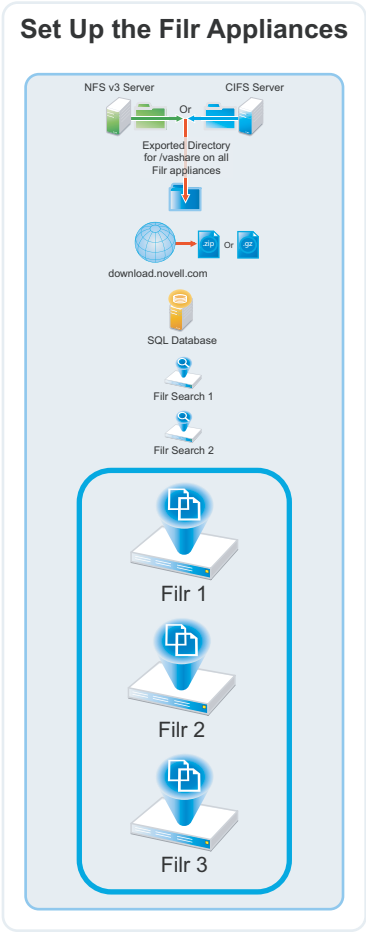 Set Up the Filr Appliances
NFS v3 Server
CIFS Server
Or
Exported Directory
for /vashare on all
Filr appliances
.zip
Or
.gz
download.novell.com
SQL Database
Filr Search 1
Filr Search 2
Filr 1
Filr 2
Filr 3